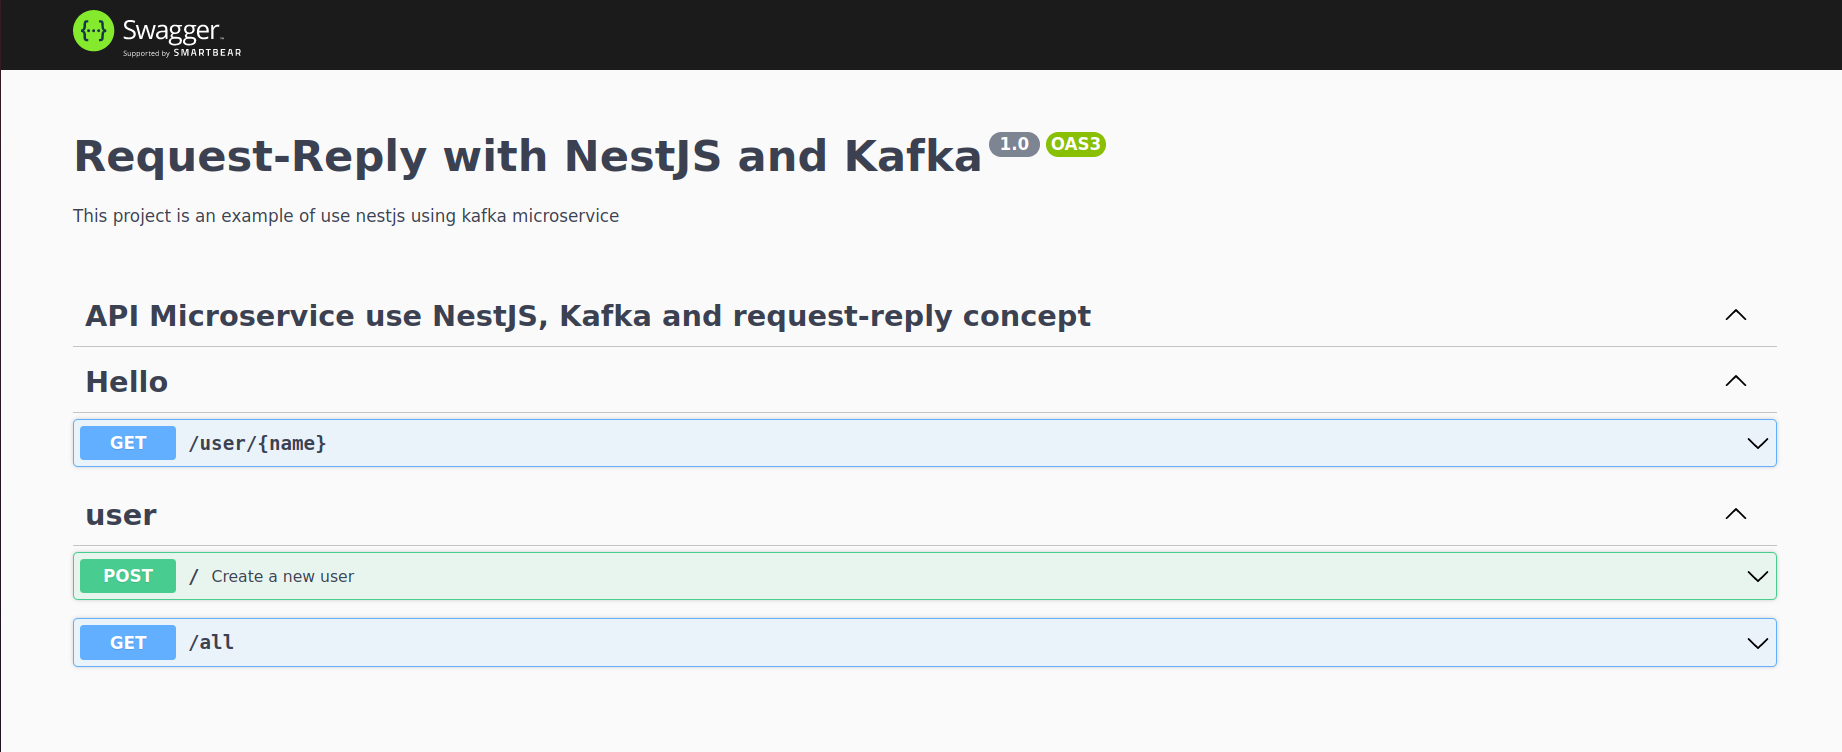 Swagger
Supported by SMARTBEAR
Request-Reply with NestJS and Kafka 1.0 OAS3
This project is an example of use nestjs using kafka microservice
API Microservice use NestJS, Kafka and request-reply concept
Hello
GET /user/{name}
user
POST / Create a new user
GET /all